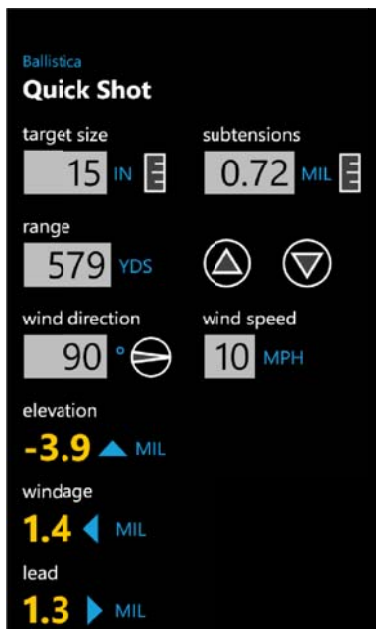 Ballistica
Quick Shot
target size subtensions
15 IN 0.72 MIL
range
579 YDS
wind direction wind speed
90 ° 10 MPH
elevation
-3.9 MIL
windage
1.4 MIL
lead
1.3 MIL